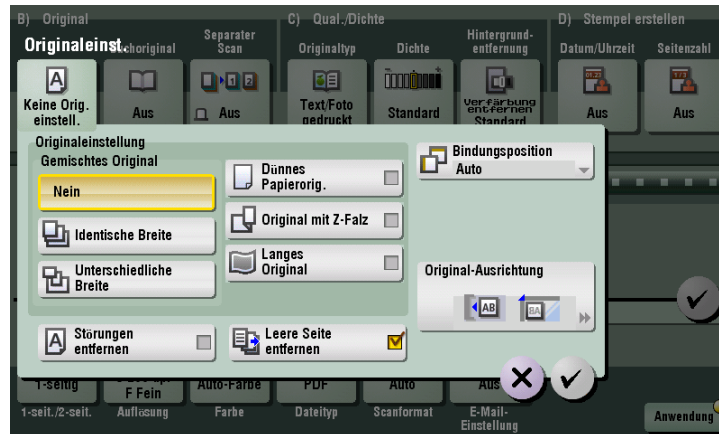 B) Original
C) Qual./Dichte
D) Stempel erstellen
Originaleinst.
Buchoriginal
Separater
Scan
Originaltyp
Dichte
Hintergrund-
entfernung
Datum/Uhrzeit
Seitenzahl
Keine Orig.
einstell.
Aus
Aus
Text/Foto
gedruckt
Standard
Verfärbung
entfernen
Standard
Aus
Aus
Originaleinstellung
Gemischtes Original
Nein
Identische Breite
Unterschiedliche
Breite
Dünnes
Papierorig.
Original mit Z-Falz
Langes
Original
Bindungsposition
Auto
Original-Ausrichtung
Störungen
entfernen
Leere Seite
entfernen
1-seitig
F Fein
Auto-Farbe
PDF
Auto
Aus
1-seit./2-seit.
Auflösung
Farbe
Dateityp
Scanformat
E-Mail-
Einstellung
Anwendung